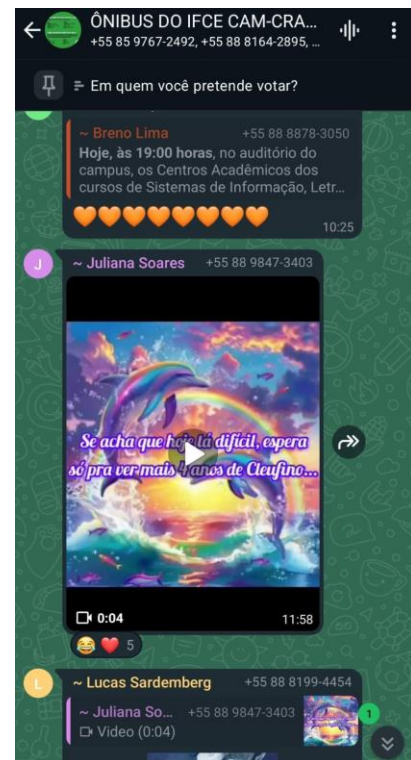 ÔNIBUS DO IFCE CAM-CRA...
+55 85 9767-2492, +55 88 8164-2895, ...
Em quem você pretende votar?
~ Breno Lima +55 88 8878-3050
Hoje, às 19:00 horas, no auditório do
campus, os Centros Acadêmicos dos
cursos de Sistemas de Informação, Letr...
10:25
J
~ Juliana Soares +55 88 9847-3403
Se acha que hoje tá difícil, espera
só pra ver mais 4 anos de Cleufino...
0:04
11:58
5
L
~ Lucas Sardemberg +55 88 8199-4454
~ Juliana So... +55 88 9847-3403
Video (0:04)
1